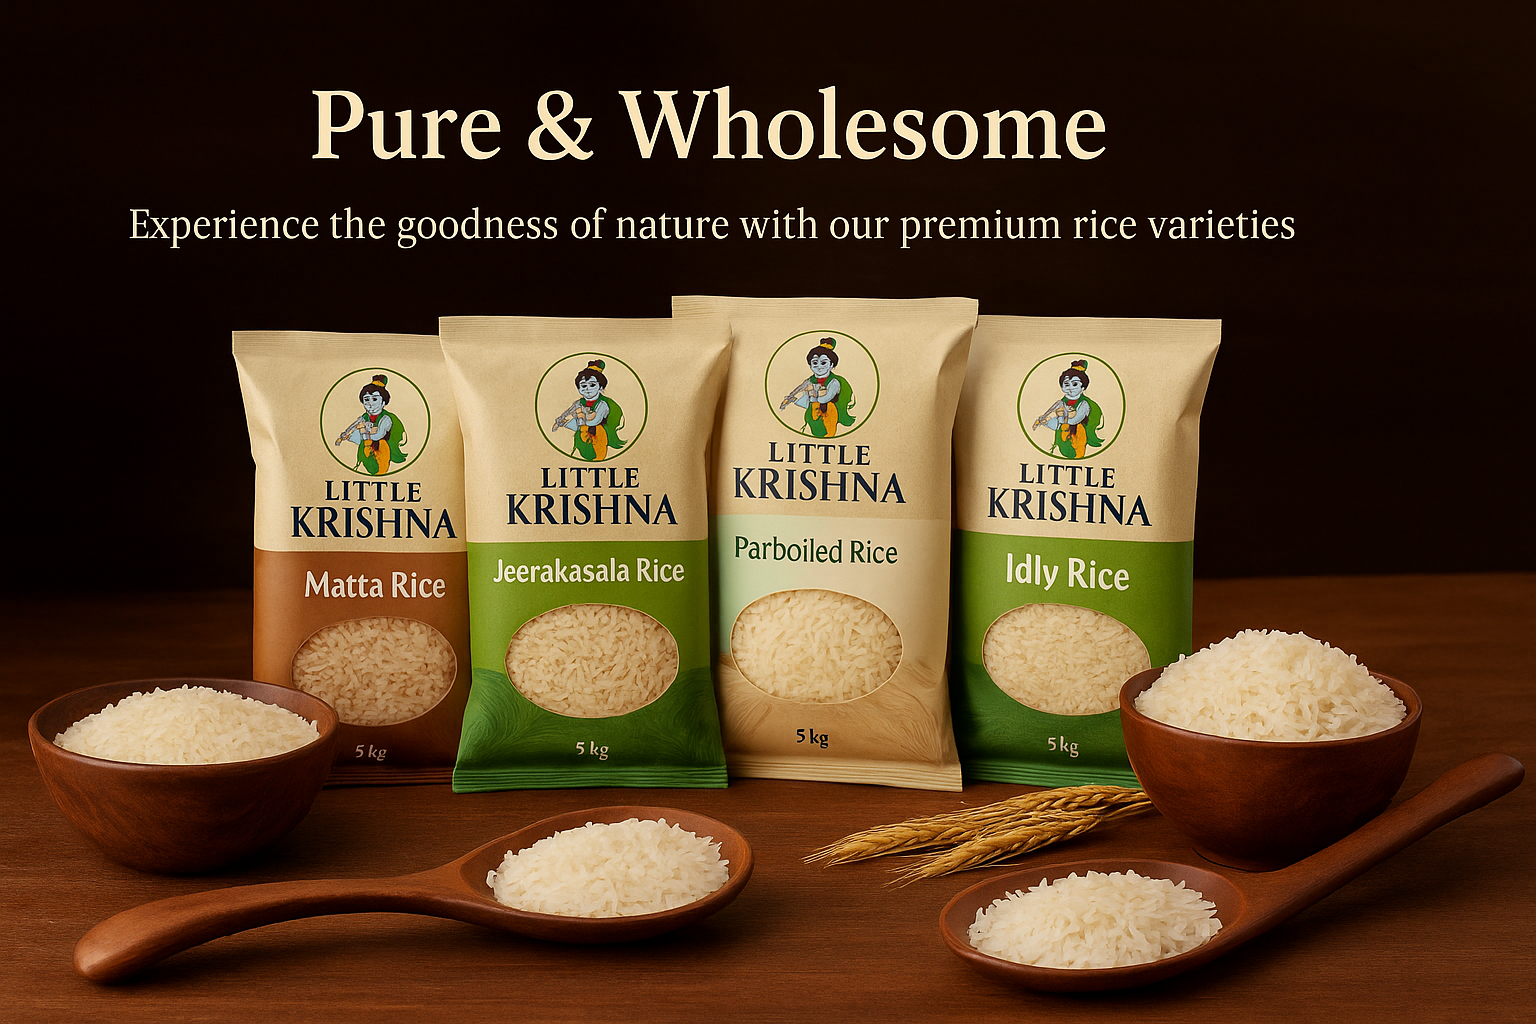 Pure & Wholesome
Experience the goodness of nature with our premium rice varieties
LITTLE
KRISHNA
Matta Rice
5 kg
LITTLE
KRISHNA
Jeerakasala Rice
5 kg
LITTLE
KRISHNA
Parboiled Rice
5 kg
LITTLE
KRISHNA
Idly Rice
5 kg